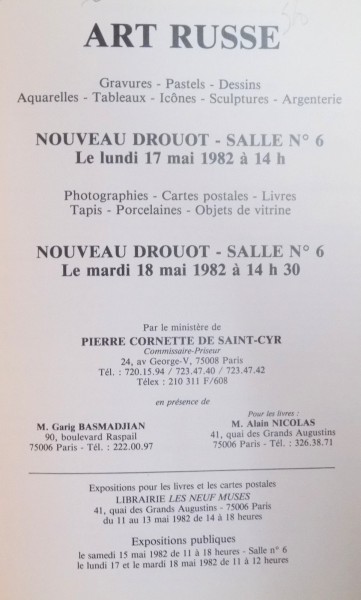 ART RUSSE
Gravures - Pastels - Dessins
Aquarelles - Tableaux - Icônes - Sculptures - Argenterie
NOUVEAU DROUOT - SALLE N° 6
Le lundi 17 mai 1982 à 14 h
Photographies - Cartes postales - Livres
Tapis - Porcelaines - Objets de vitrine
NOUVEAU DROUOT - SALLE N° 6
Le mardi 18 mai 1982 à 14 h 30
Par le ministère de
PIERRE CORNETTE DE SAINT-CYR
Commissaire-Priseur
24, av George-V, 75008 Paris
Tél. : 720.15.94 / 723.47.40 / 723.47.42
Télex : 210 311 F/608
en présence de
M. Garig BASMADJIAN
90, boulevard Raspail
75006 Paris - Tél. : 222.00.97
Pour les livres :
M. Alain NICOLAS
41, quai des Grands Augustins
75006 Paris - Tél. : 326.38.71
Expositions pour les livres et les cartes postales
LIBRAIRIE LES NEUF MUSES
41, quai des Grands Augustins - 75006 Paris
du 11 au 13 mai 1982 de 14 à 18 heures
Expositions publiques
le samedi 15 mai 1982 de 11 à 18 heures - Salle n° 6
le lundi 17 et le mardi 18 mai 1982 de 11 à 12 heures